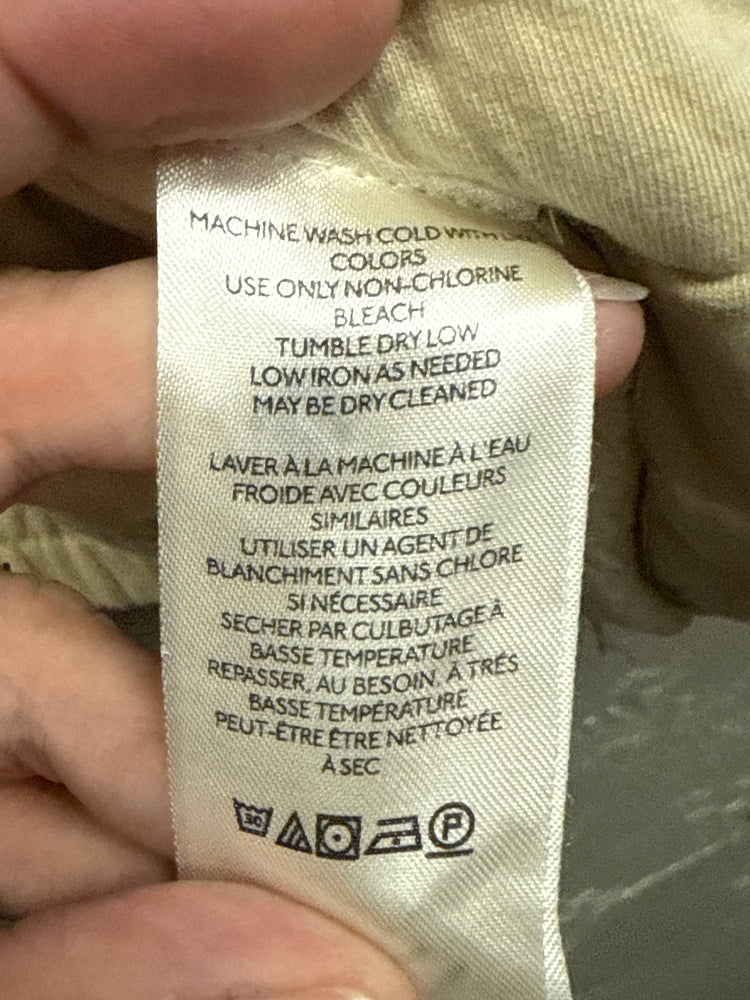 MACHINE WASH COLD WITH
COLORS
USE ONLY NON-CHLORINE
BLEACH
TUMBLE DRY LOW
LOW IRON AS NEEDED
MAY BE DRY CLEANED
LAVER À LA MACHINE À L'EAU
FROIDE AVEC COULEURS
SIMILAIRES
UTILISER UN AGENT DE
BLANCHIMENT SANS CHLORE
SI NÉCESSAIRE
SECHER PAR CULBUTAGE À
BASSE TEMPERATURE
REPASSER, AU BESOIN, À TRÉS
BASSE TEMPÉRATURE
PEUT-ÊTRE ÊTRE NETTOYÉE
À SEC
30 P